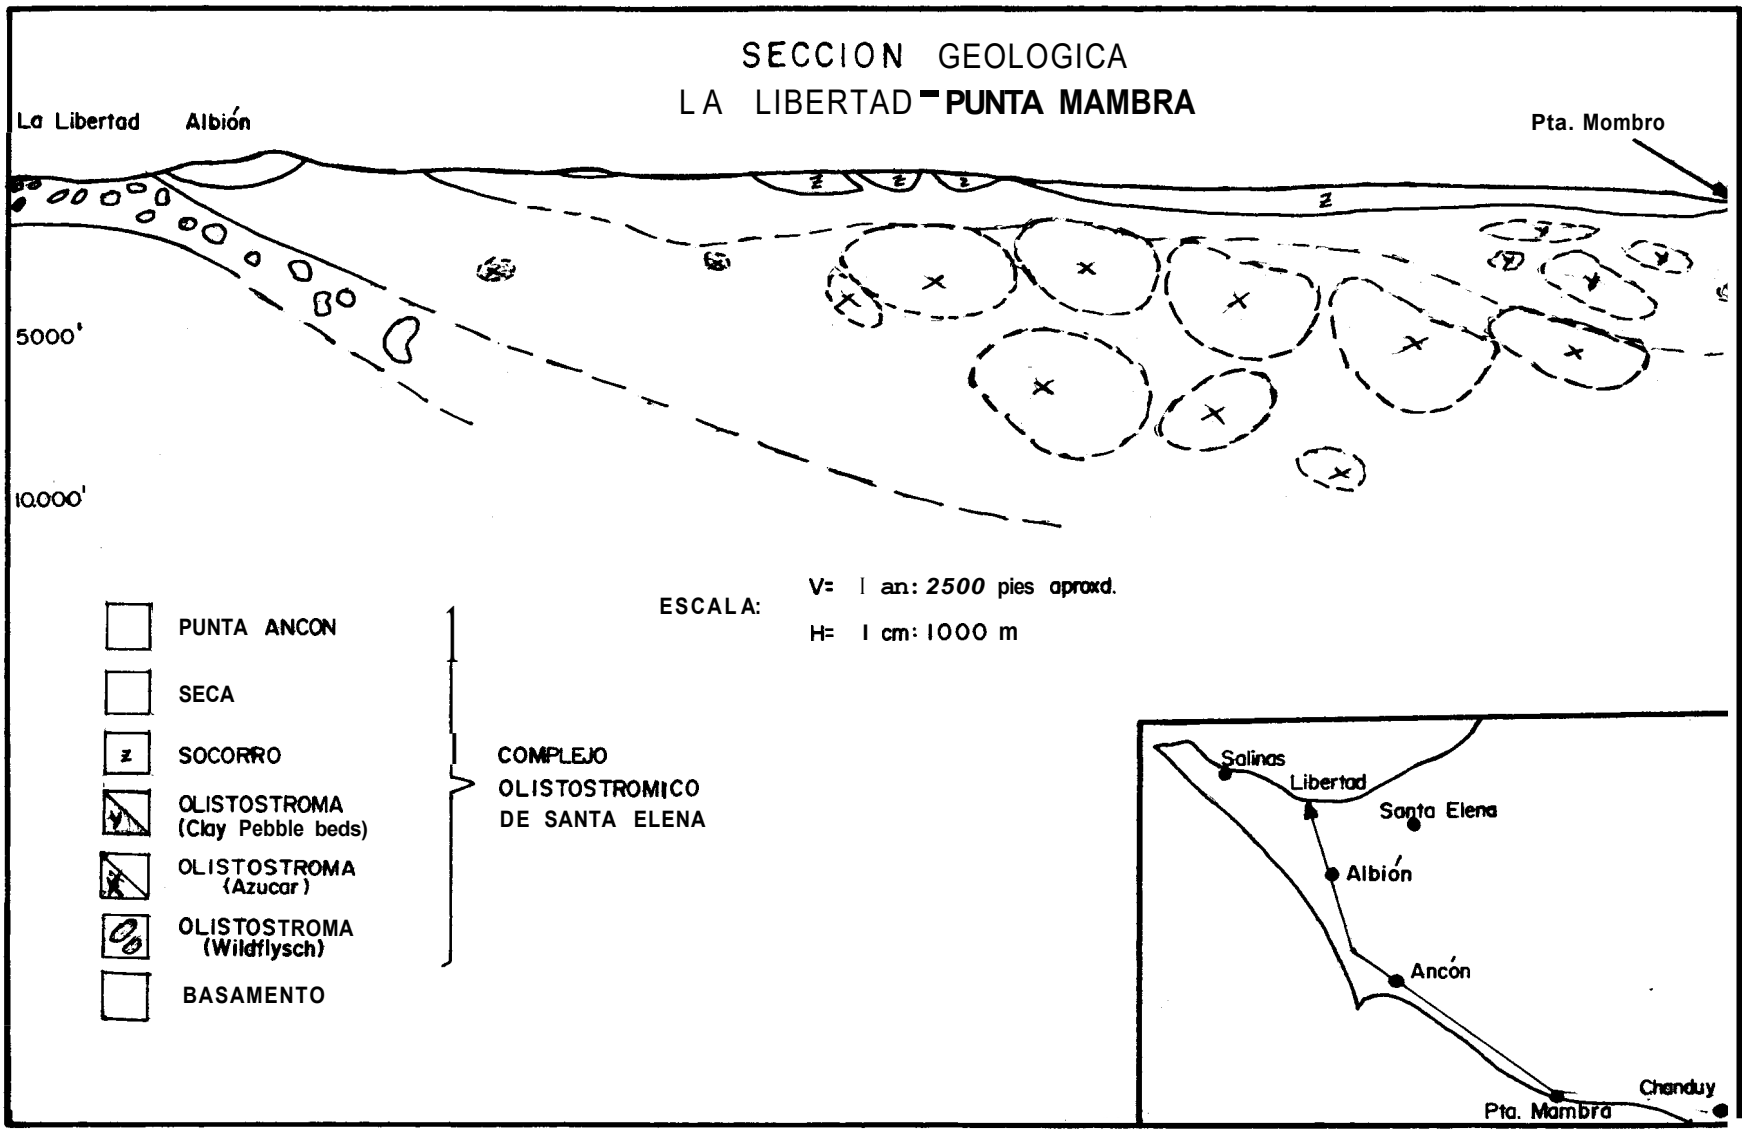 SECCION GEOLOGICA
LA LIBERTAD-PUNTA MAMBRA
La Libertad Albión
Pta. Mombro
z z z z
x x x x
x x x x x
x x x
5000'
10.000'
ESCALA:
V= I an: 2500 pies aproxd.
H= I cm: 1000 m
PUNTA ANCON
SECA
z SOCORRO
OLISTOSTROMA
(Clay Pebble beds)
OLISTOSTROMA
(Azucar)
OLISTOSTROMA
(Wildflysch)
BASAMENTO
COMPLEJO
OLISTOSTROMICO
DE SANTA ELENA
Salinas
Libertad
Santa Elena
Albión
Ancón
Chanduy
Pta. Mambra